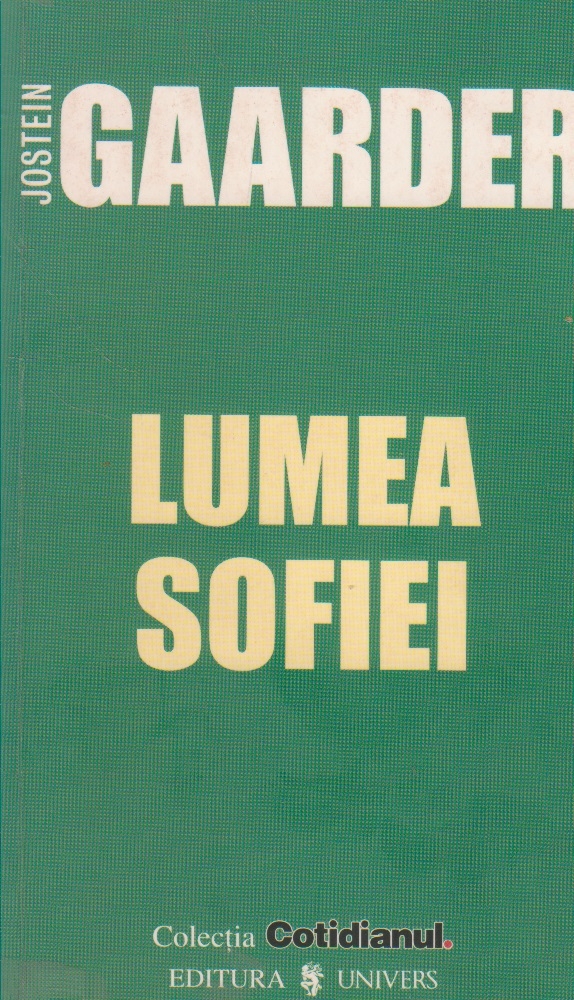 JOSTEIN
GAARDER
LUMEA
SOFIEI
Colecția Cotidianul.
EDITURA UNIVERS